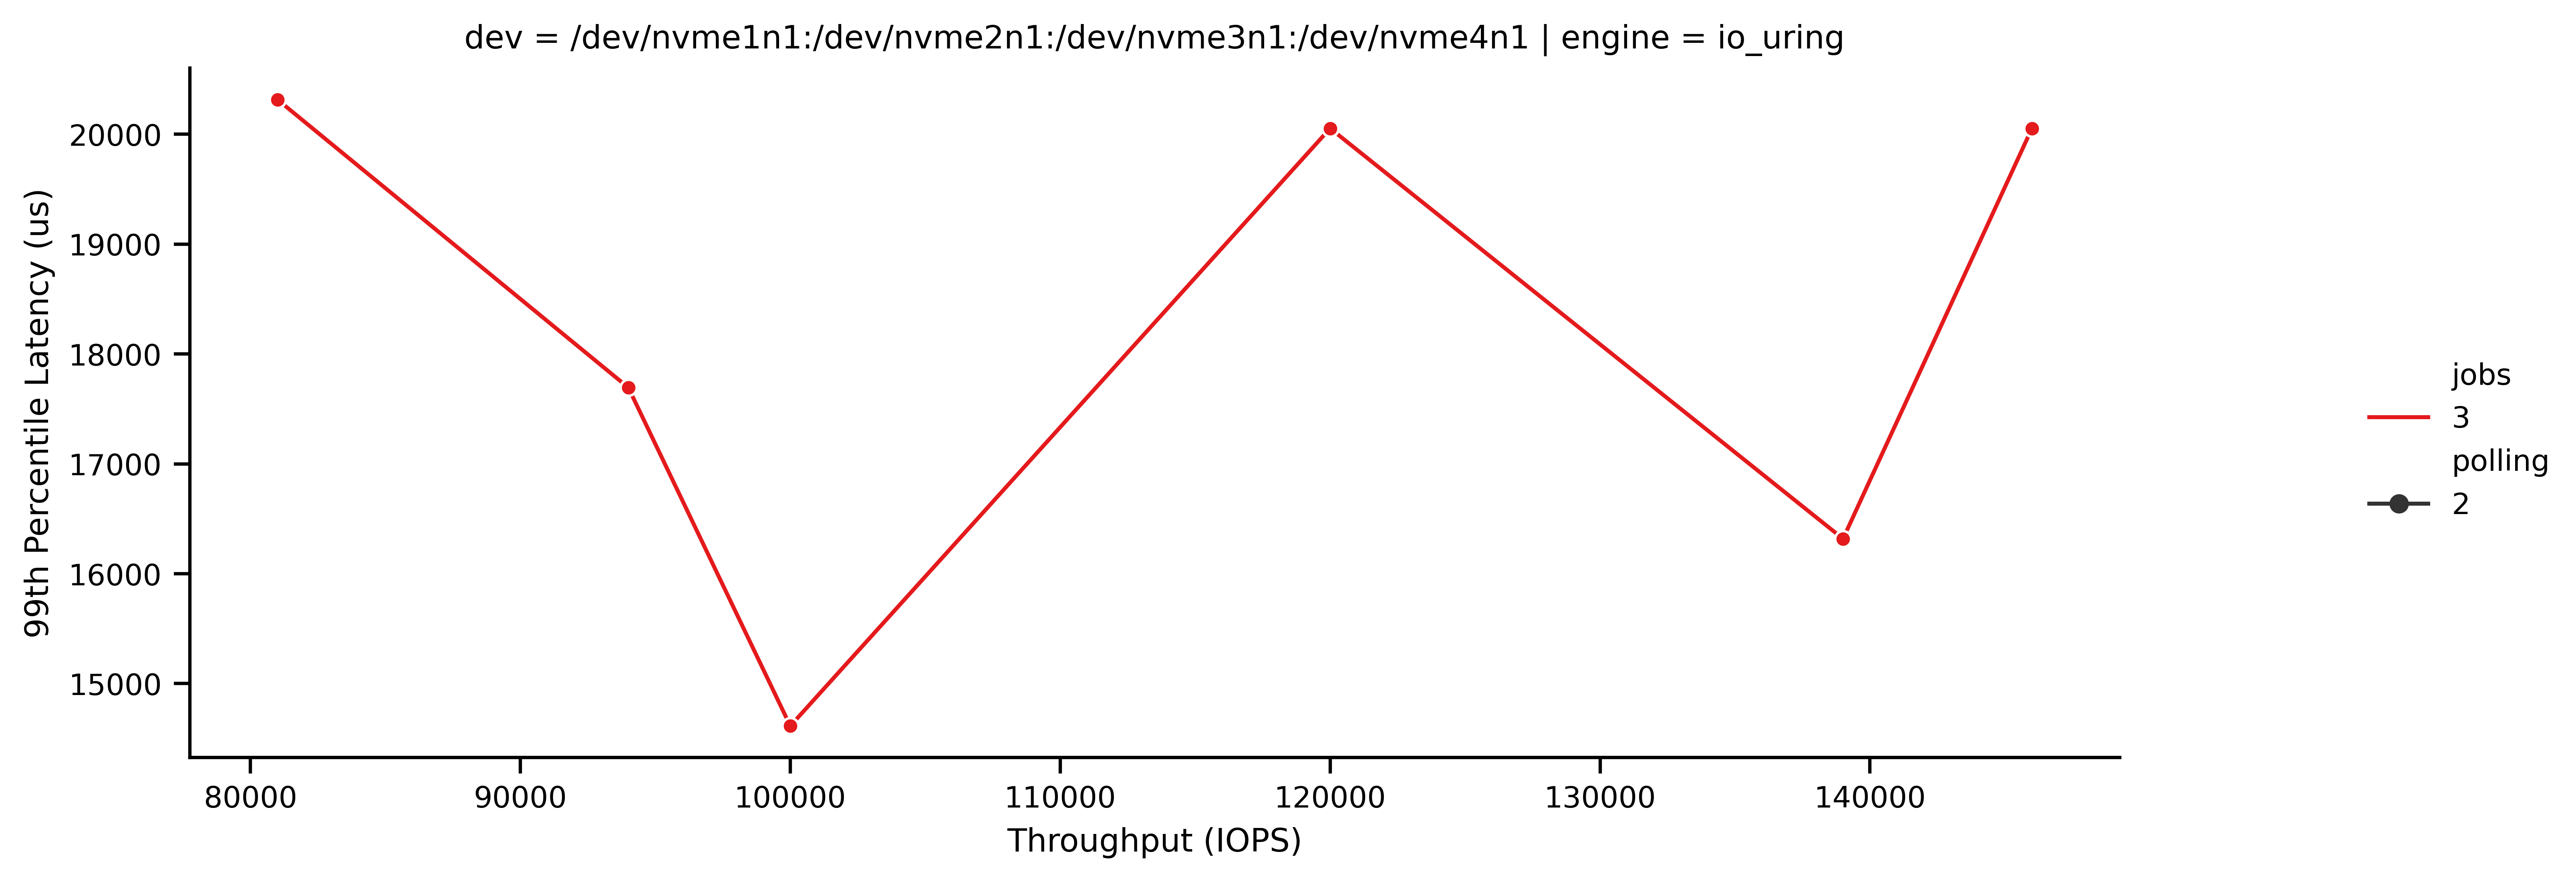 dev = /dev/nvme1n1:/dev/nvme2n1:/dev/nvme3n1:/dev/nvme4n1 | engine = io_uring
99th Percentile Latency (us)
20000
19000
18000
17000
16000
15000
80000 90000 100000 110000 120000 130000 140000
Throughput (IOPS)
jobs
3
polling
2